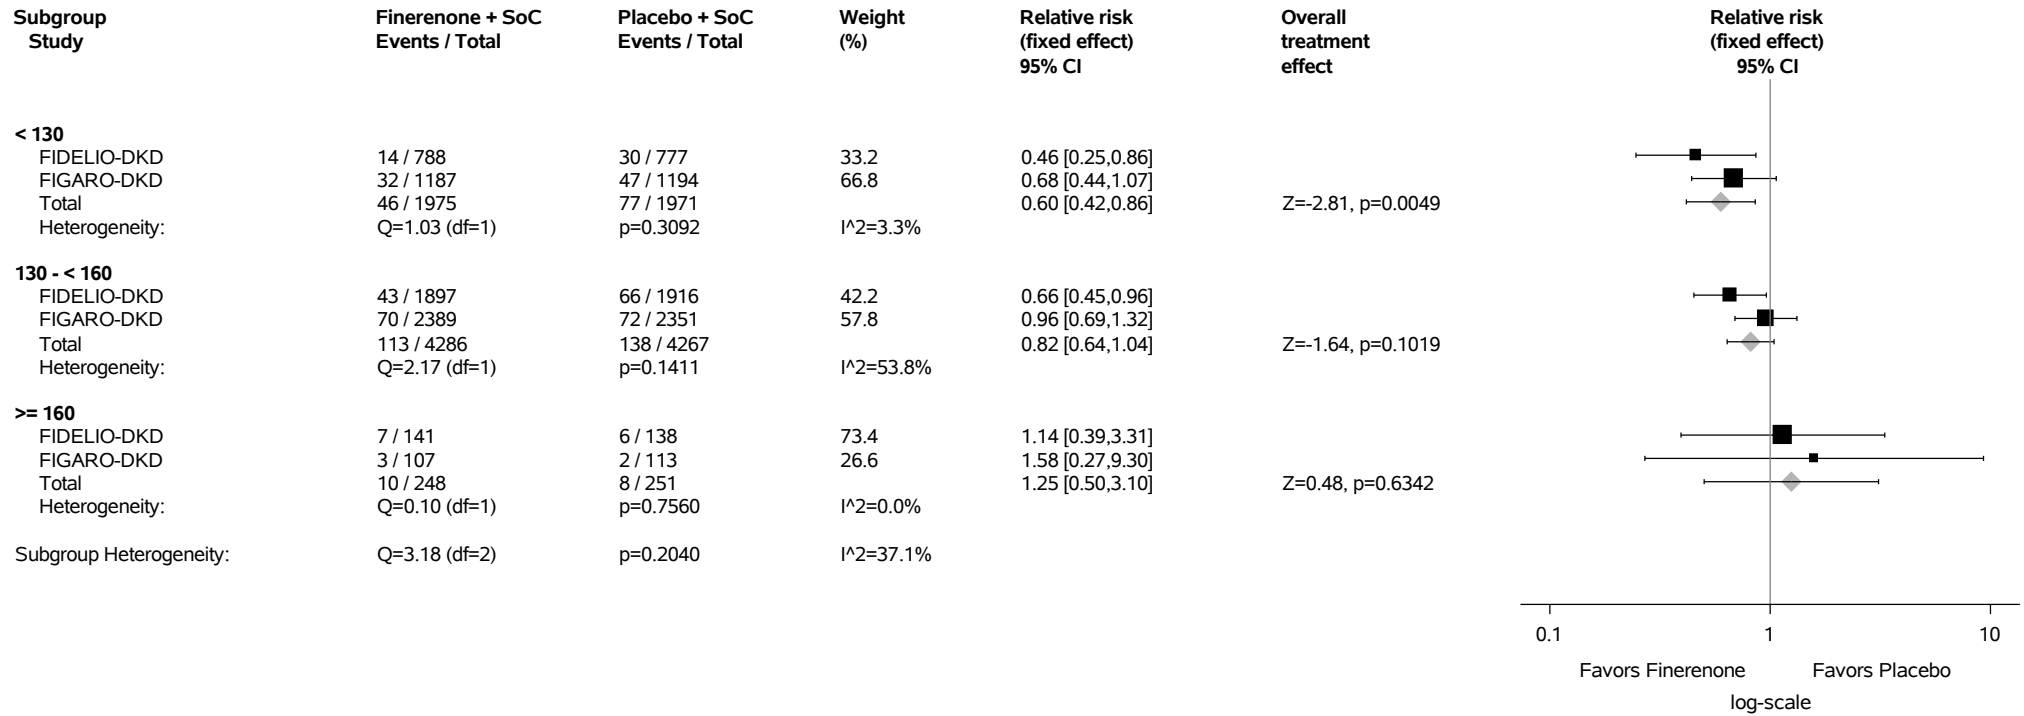 Subgroup Finerenone + SoC Placebo + SoC Weight Relative risk Overall Relative risk
Study Events / Total Events / Total (%) (fixed effect) treatment (fixed effect)
95% CI effect 95% CI
< 130
FIDELIO-DKD 14 / 788 30 / 777 33.2 0.46 [0.25,0.86]
FIGARO-DKD 32 / 1187 47 / 1194 66.8 0.68 [0.44,1.07]
Total 46 / 1975 77 / 1971 0.60 [0.42,0.86] Z=-2.81, p=0.0049
Heterogeneity: Q=1.03 (df=1) p=0.3092 I^2=3.3%
130 - < 160
FIDELIO-DKD 43 / 1897 66 / 1916 42.2 0.66 [0.45,0.96]
FIGARO-DKD 70 / 2389 72 / 2351 57.8 0.96 [0.69,1.32]
Total 113 / 4286 138 / 4267 0.82 [0.64,1.04] Z=-1.64, p=0.1019
Heterogeneity: Q=2.17 (df=1) p=0.1411 I^2=53.8%
>= 160
FIDELIO-DKD 7 / 141 6 / 138 73.4 1.14 [0.39,3.31]
FIGARO-DKD 3 / 107 2 / 113 26.6 1.58 [0.27,9.30]
Total 10 / 248 8 / 251 1.25 [0.50,3.10] Z=0.48, p=0.6342
Heterogeneity: Q=0.10 (df=1) p=0.7560 I^2=0.0%
Subgroup Heterogeneity: Q=3.18 (df=2) p=0.2040 I^2=37.1%
0.1 1 10
Favors Finerenone Favors Placebo
log-scale